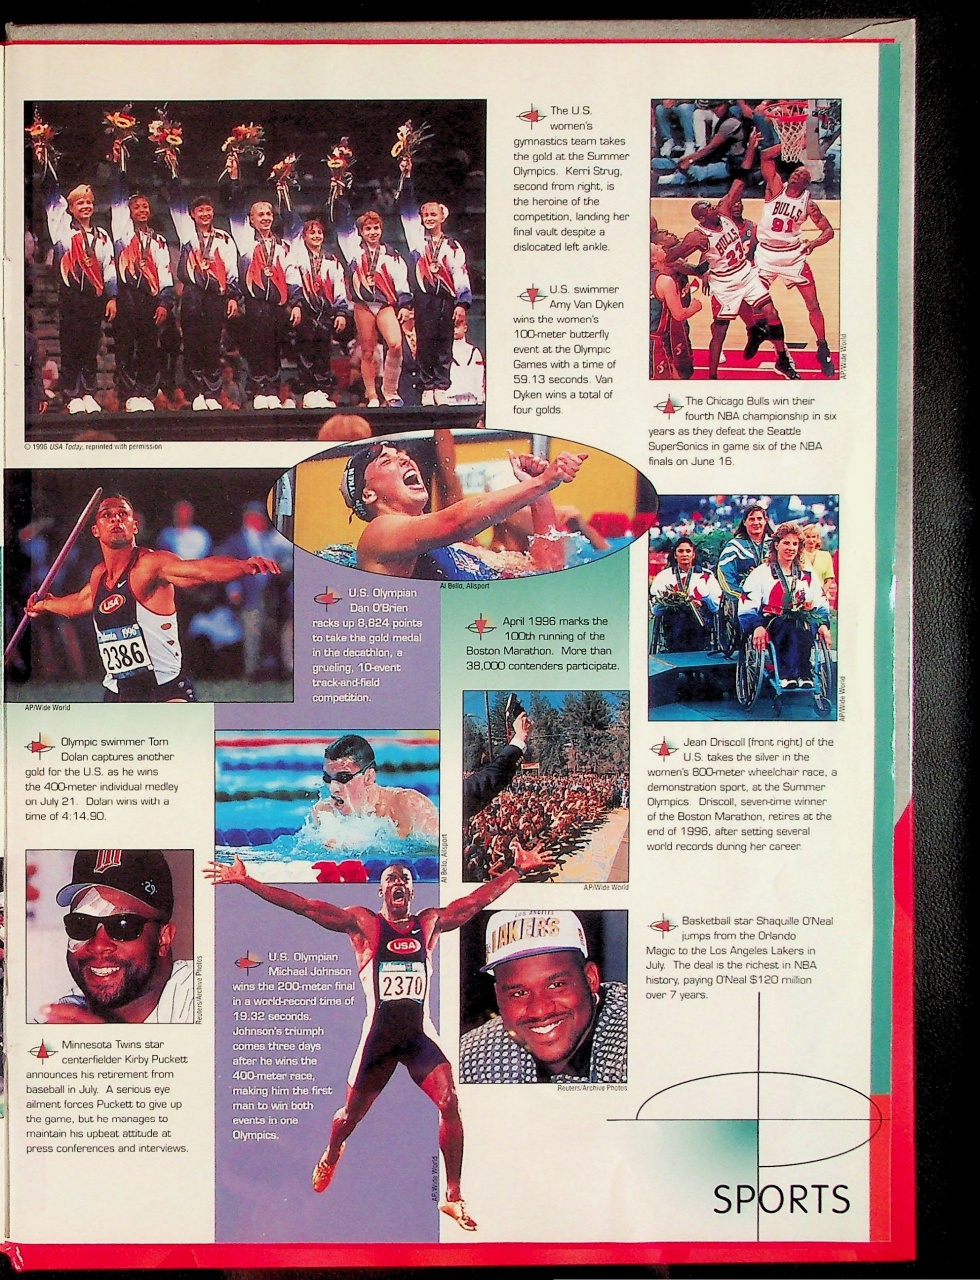 The U.S.
women's
gymnastics team takes
the gold at the Summer
Olympics. Kerri Strug,
second from right, is
the heroine of the
competition, landing her
final vault despite a
dislocated left ankle.
U.S. swimmer
Amy Van Dyken
wins the women's
100-meter butterfly
event at the Olympic
Games with a time of
59.13 seconds. Van
Dyken wins a total of
four golds.
BULLS
23
BULLS
91
AP/Wide World
The Chicago Bulls win their
fourth NBA championship in six
years as they defeat the Seattle
SuperSonics in game six of the NBA
finals on June 16.
© 1996 USA Today, reprinted with permission
Al Bello, Allsport
USA
1996
2386
AP/Wide World
U.S. Olympian
Dan O'Brien
racks up 8,824 points
to take the gold medal
in the decathlon, a
grueling, 10-event
track-and-field
competition.
April 1996 marks the
100th running of the
Boston Marathon. More than
38,000 contenders participate.
AP/Wide World
Olympic swimmer Tom
Dolan captures another
gold for the U.S. as he wins
the 400-meter individual medley
on July 21. Dolan wins with a
time of 4:14.90.
Al Bello, Allsport
AP/Wide World
Jean Driscoll (front right) of the
U.S. takes the silver in the
women's 800-meter wheelchair race, a
demonstration sport, at the Summer
Olympics. Driscoll, seven-time winner
of the Boston Marathon, retires at the
end of 1996, after setting several
world records during her career.
Reuters/Archive Photos
Minnesota Twins star
centerfielder Kirby Puckett
announces his retirement from
baseball in July. A serious eye
ailment forces Puckett to give up
the game, but he manages to
maintain his upbeat attitude at
press conferences and interviews.
U.S. Olympian
Michael Johnson
wins the 200-meter final
in a world-record time of
19.32 seconds.
Johnson's triumph
comes three days
after he wins the
400-meter race,
making him the first
man to win both
events in one
Olympics.
USA
2370
AP/Wide World
LOS ANGELES
LAKERS
Reuters/Archive Photos
Basketball star Shaquille O'Neal
jumps from the Orlando
Magic to the Los Angeles Lakers in
July. The deal is the richest in NBA
history, paying O'Neal $120 million
over 7 years.
SPORTS